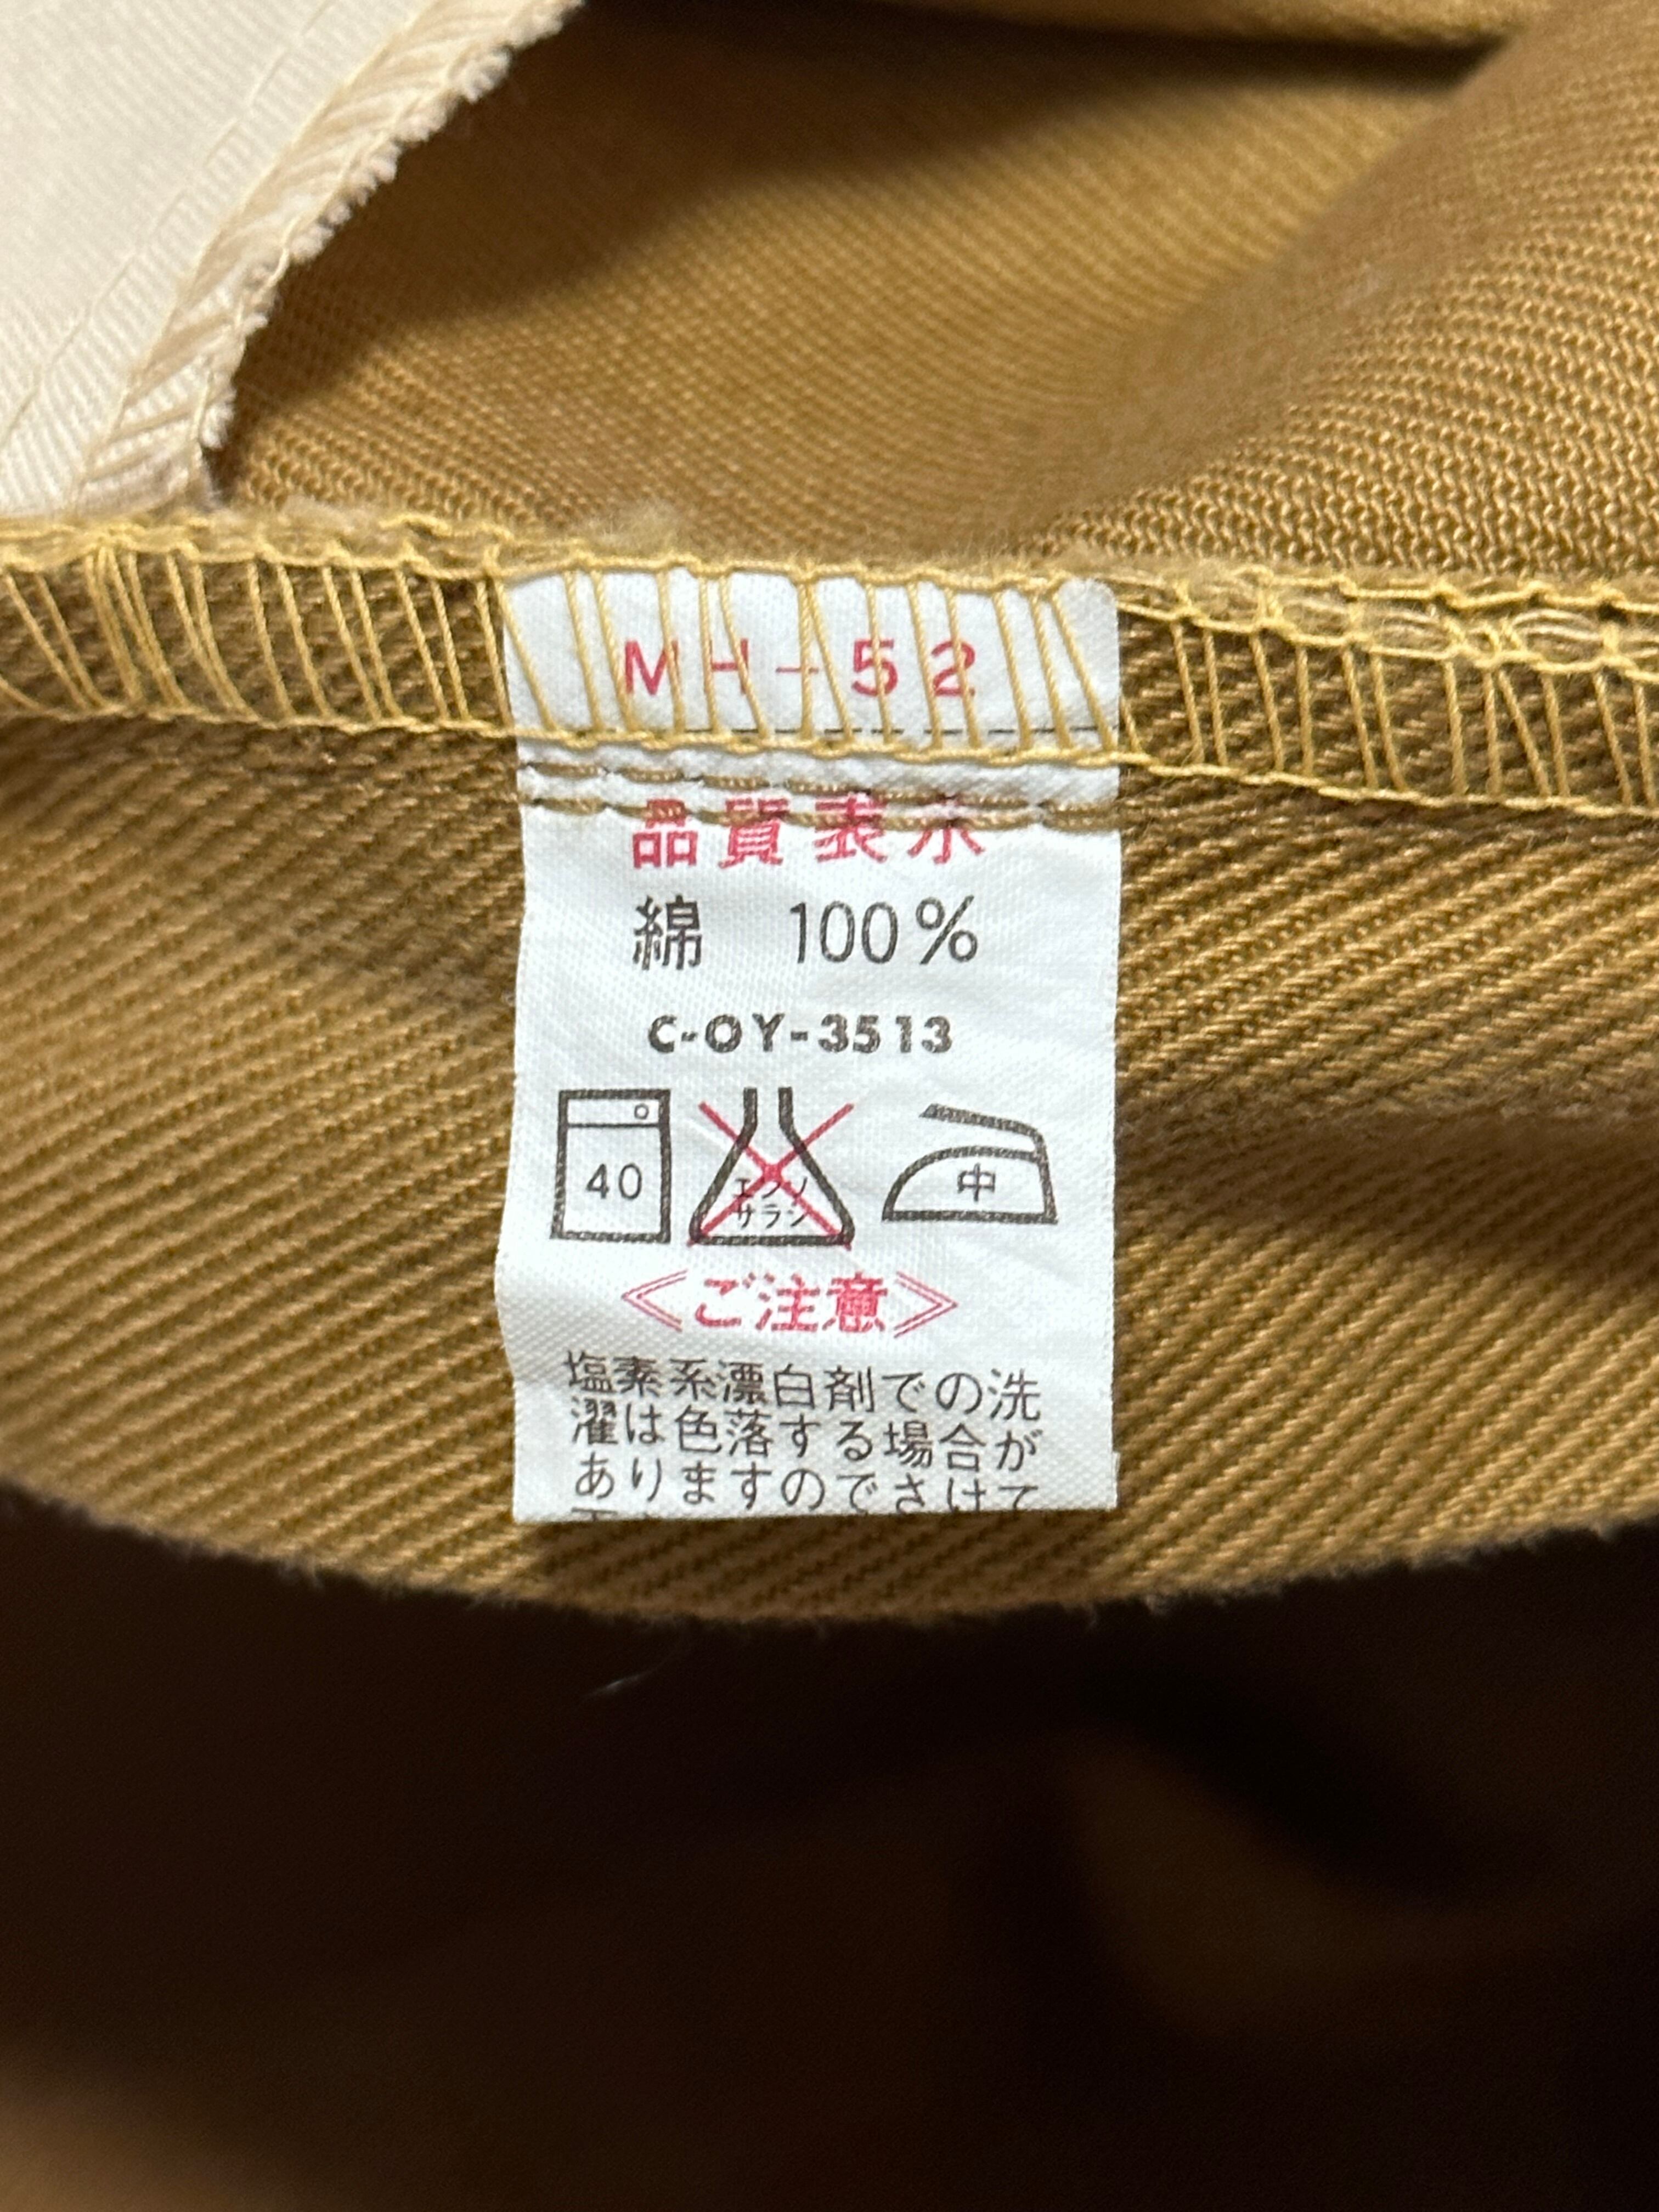 MH-52
品質表示
綿 100%
C-OY-3513
40
エンソ
サラシ
中
≪ご注意≫
塩素系漂白剤での洗
濯は色落する場合が
ありますのでさけて